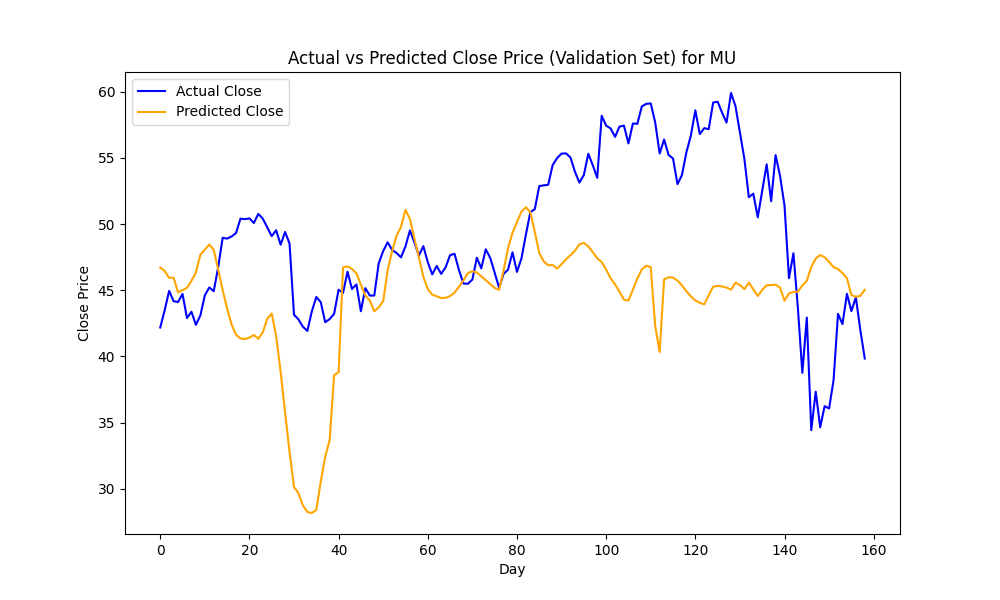 Actual vs Predicted Close Price (Validation Set) for MU
Actual Close
Predicted Close
Close Price
60
55
50
45
40
35
30
0 20 40 60 80 100 120 140 160
Day